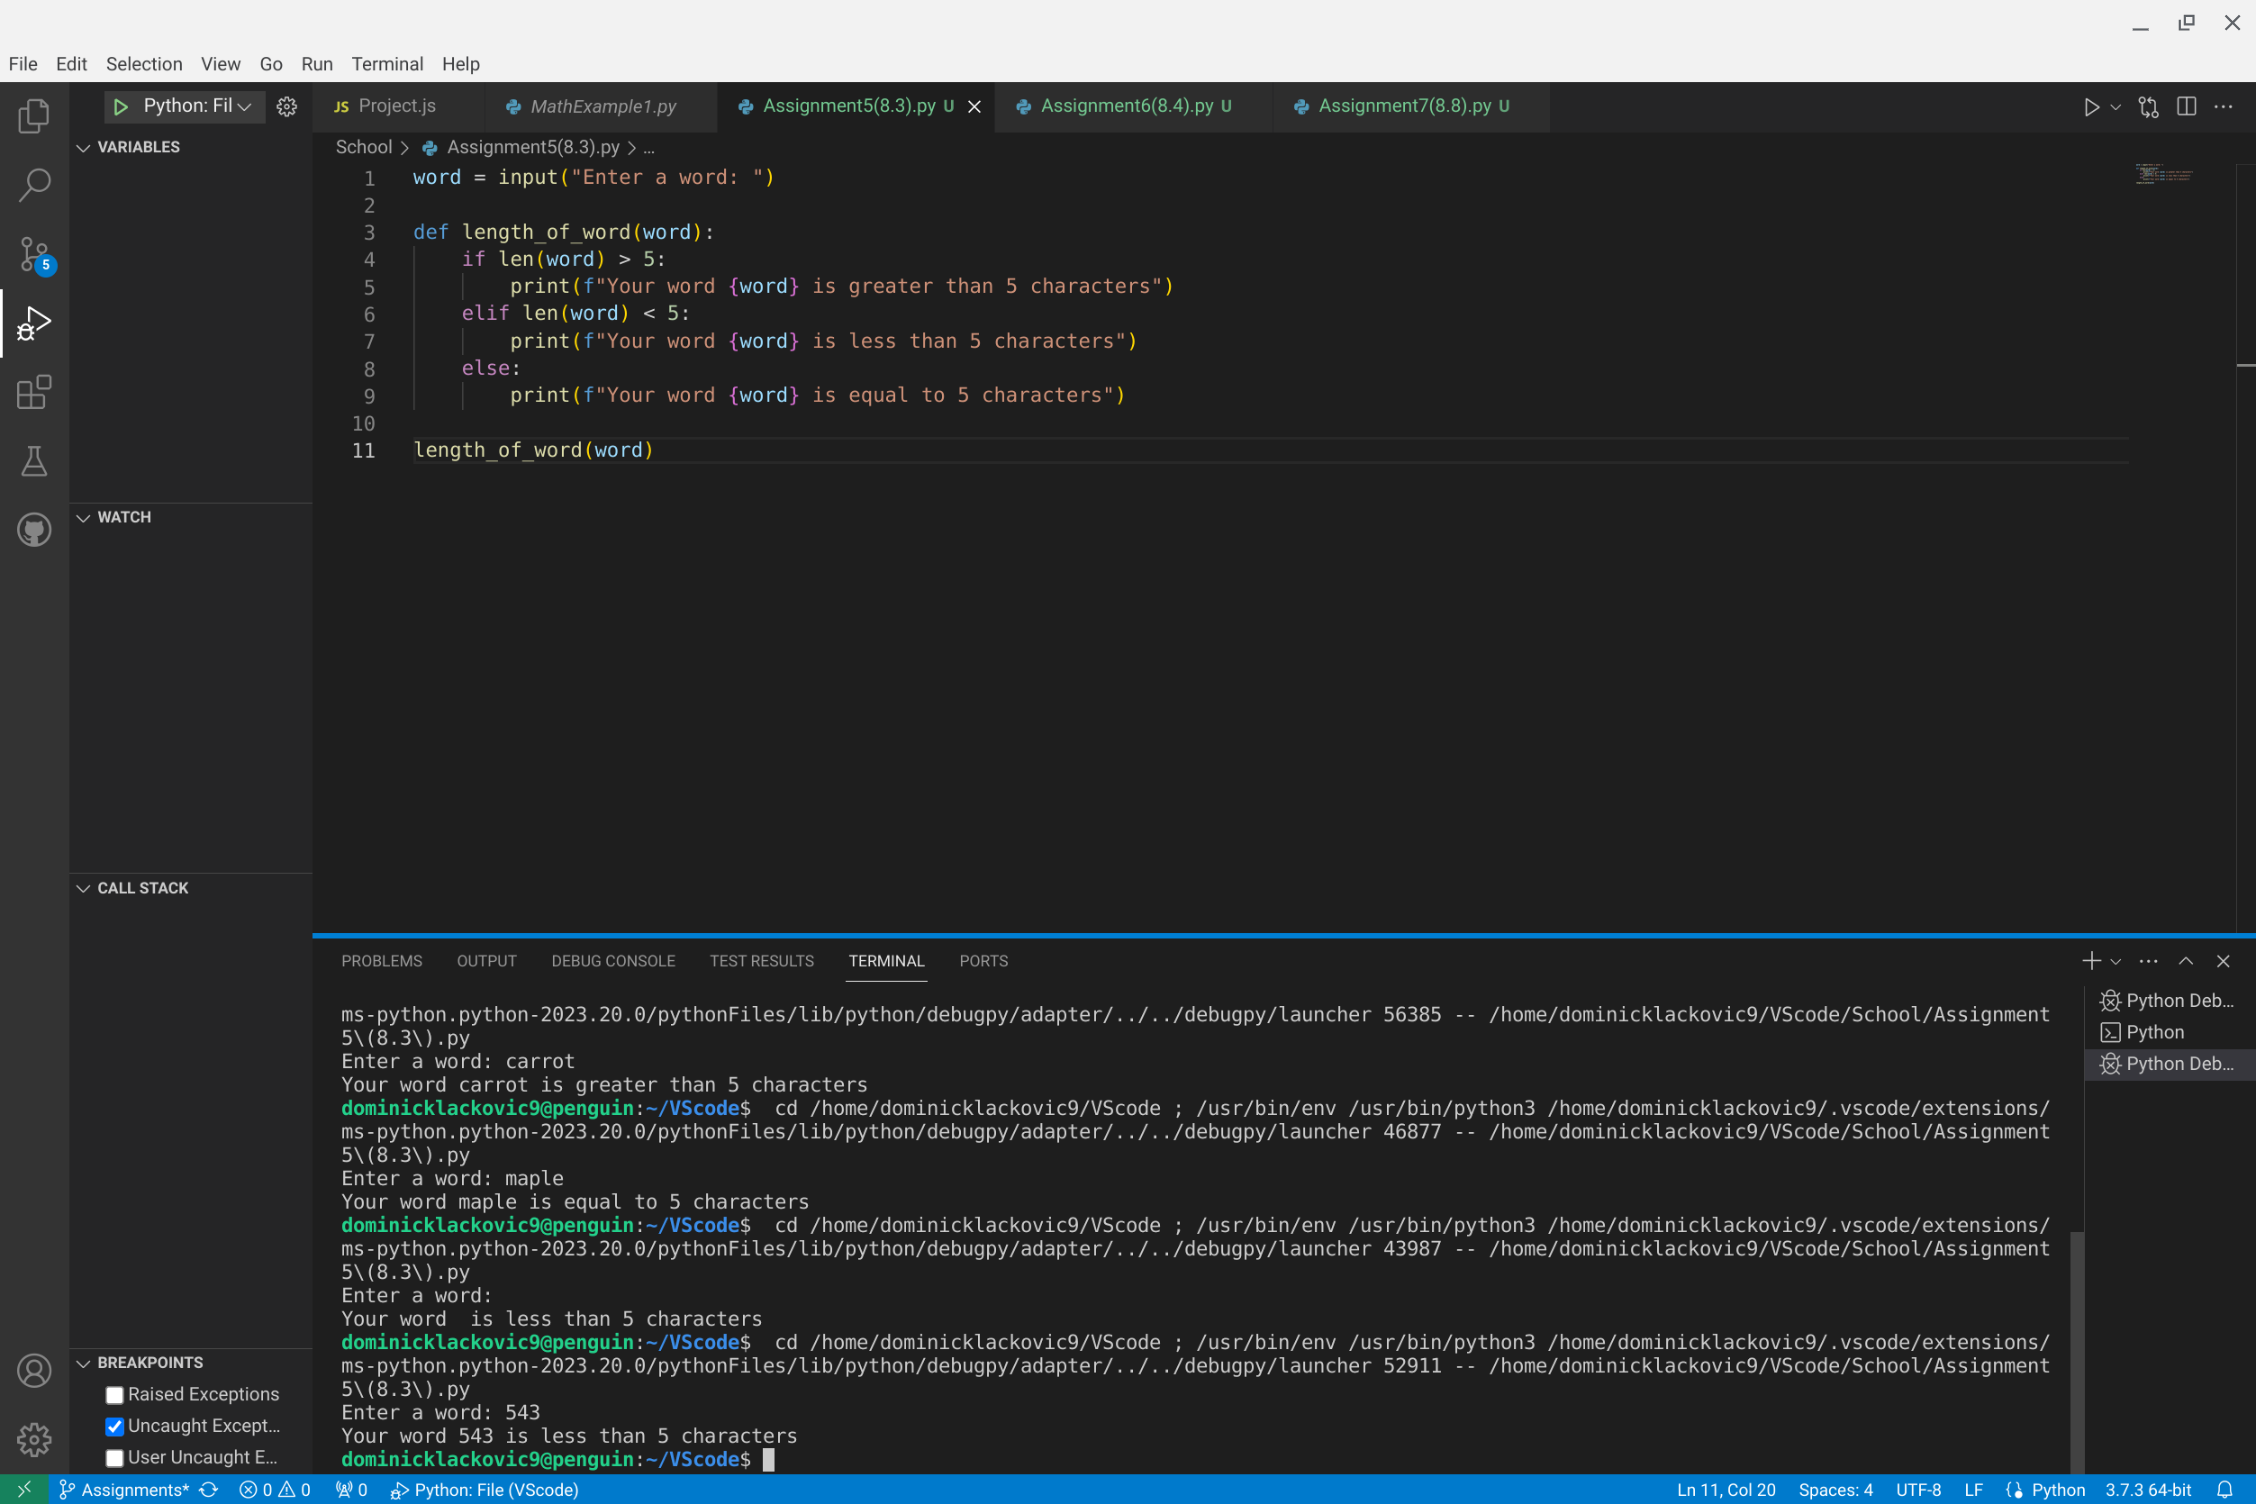 File Edit Selection View Go Run Terminal Help
Python: Fil
JS Project.js
MathExample1.py
Assignment5(8.3).py U
Assignment6(8.4).py U
Assignment7(8.8).py U
VARIABLES
School > Assignment5(8.3).py > ...
1 word = input("Enter a word: ")
2
3 def length_of_word(word):
4 if len(word) > 5:
5 print(f"Your word {word} is greater than 5 characters")
6 elif len(word) < 5:
7 print(f"Your word {word} is less than 5 characters")
8 else:
9 print(f"Your word {word} is equal to 5 characters")
10
11 length_of_word(word)
5
WATCH
CALL STACK
BREAKPOINTS
Raised Exceptions
Uncaught Except...
User Uncaught E...
PROBLEMS OUTPUT DEBUG CONSOLE TEST RESULTS TERMINAL PORTS
ms-python.python-2023.20.0/pythonFiles/lib/python/debugpy/adapter/../../debugpy/launcher 56385 -- /home/dominicklackovic9/VScode/School/Assignment
5\(8.3\).py
Enter a word: carrot
Your word carrot is greater than 5 characters
dominicklackovic9@penguin:~/VScode$  cd /home/dominicklackovic9/VScode ; /usr/bin/env /usr/bin/python3 /home/dominicklackovic9/.vscode/extensions/
ms-python.python-2023.20.0/pythonFiles/lib/python/debugpy/adapter/../../debugpy/launcher 46877 -- /home/dominicklackovic9/VScode/School/Assignment
5\(8.3\).py
Enter a word: maple
Your word maple is equal to 5 characters
dominicklackovic9@penguin:~/VScode$  cd /home/dominicklackovic9/VScode ; /usr/bin/env /usr/bin/python3 /home/dominicklackovic9/.vscode/extensions/
ms-python.python-2023.20.0/pythonFiles/lib/python/debugpy/adapter/../../debugpy/launcher 43987 -- /home/dominicklackovic9/VScode/School/Assignment
5\(8.3\).py
Enter a word:
Your word  is less than 5 characters
dominicklackovic9@penguin:~/VScode$  cd /home/dominicklackovic9/VScode ; /usr/bin/env /usr/bin/python3 /home/dominicklackovic9/.vscode/extensions/
ms-python.python-2023.20.0/pythonFiles/lib/python/debugpy/adapter/../../debugpy/launcher 52911 -- /home/dominicklackovic9/VScode/School/Assignment
5\(8.3\).py
Enter a word: 543
Your word 543 is less than 5 characters
dominicklackovic9@penguin:~/VScode$
Python Deb...
Python
Python Deb...
Assignments* 0 0 0 Python: File (VScode) Ln 11, Col 20 Spaces: 4 UTF-8 LF Python 3.7.3 64-bit